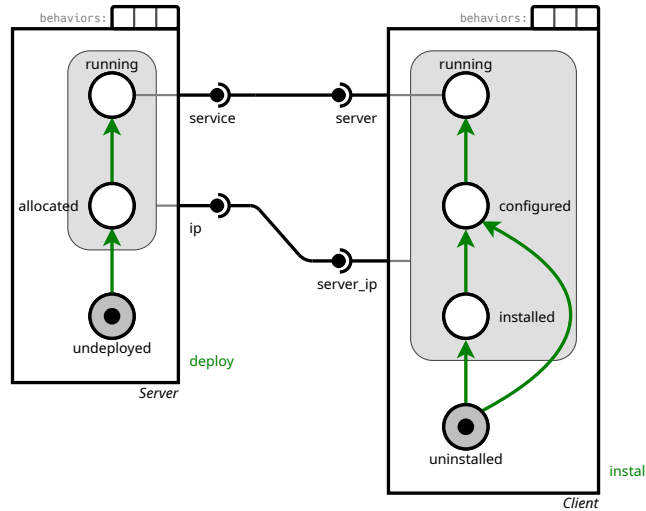 behaviors:
behaviors:
running
running
service
server
allocated
configured
ip
server_ip
installed
undeployed
deploy
Server
uninstalled
instal
Client